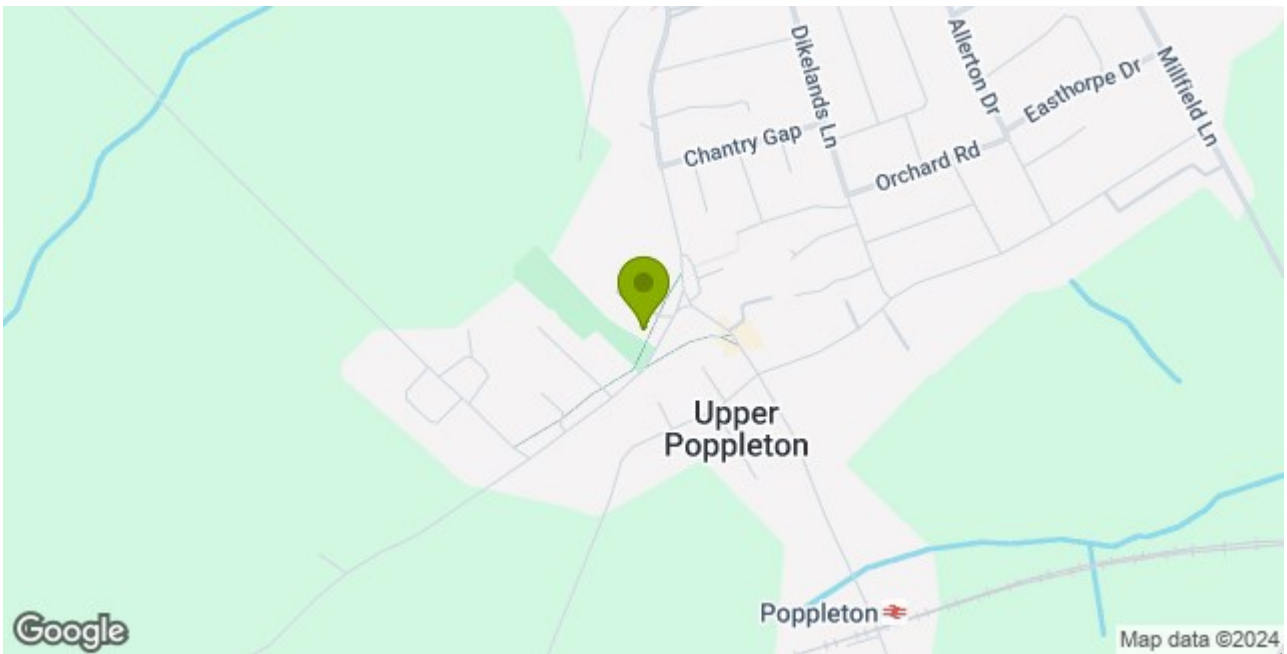 Dikelands Ln
Allerton Dr
Easthorpe Dr
Millfield Ln
Chantry Gap
Orchard Rd
Upper
Poppleton
Poppleton
Google
Map data ©2024